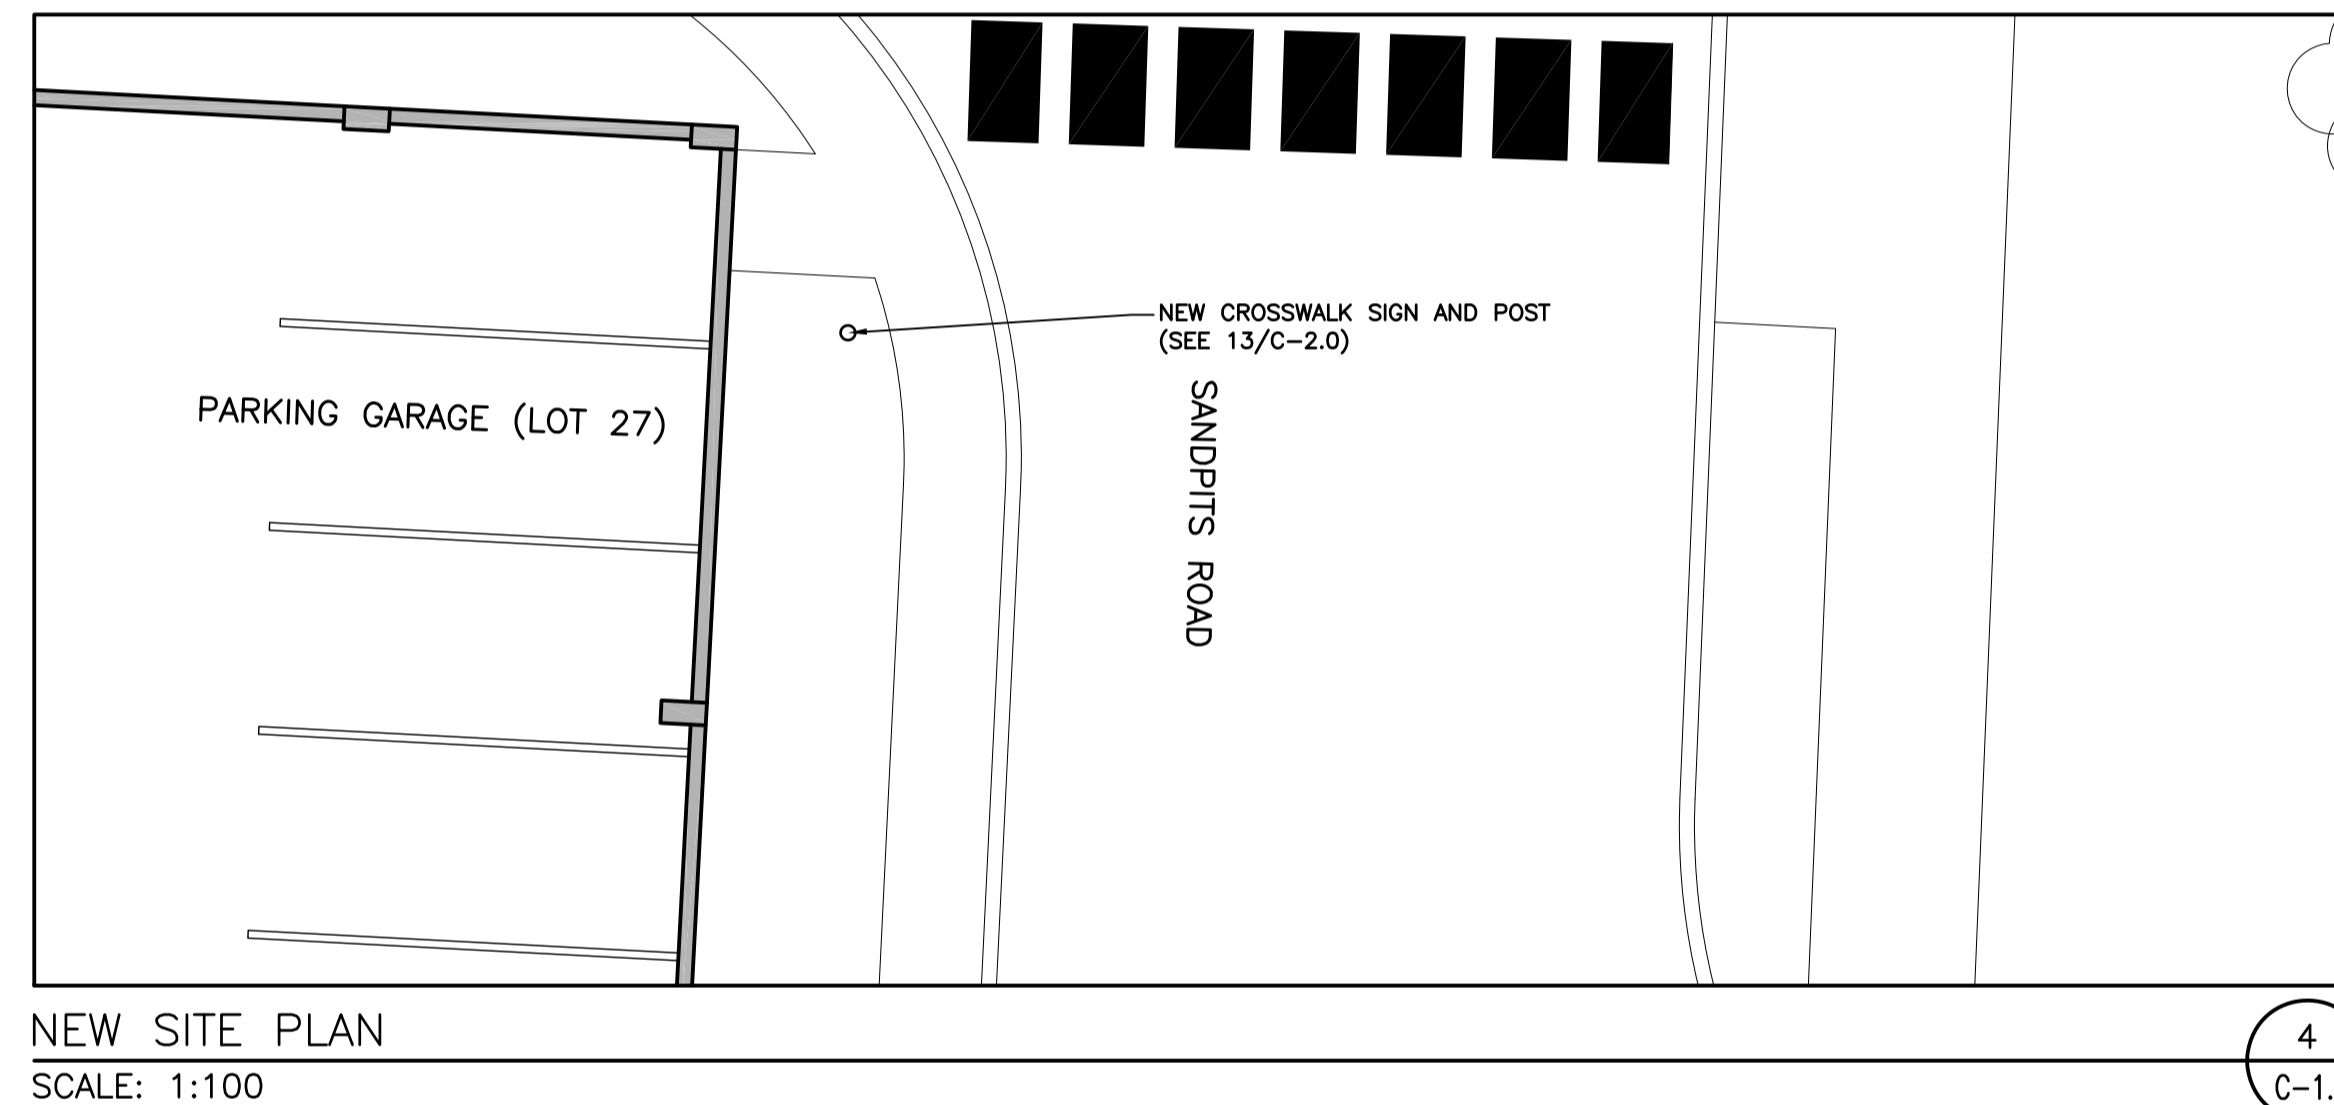 NEW CROSSWALK SIGN AND POST
(SEE 13/C-2.0)
PARKING GARAGE (LOT 27)
SANDPITS ROAD
NEW SITE PLAN
SCALE: 1:100
4
C-1.